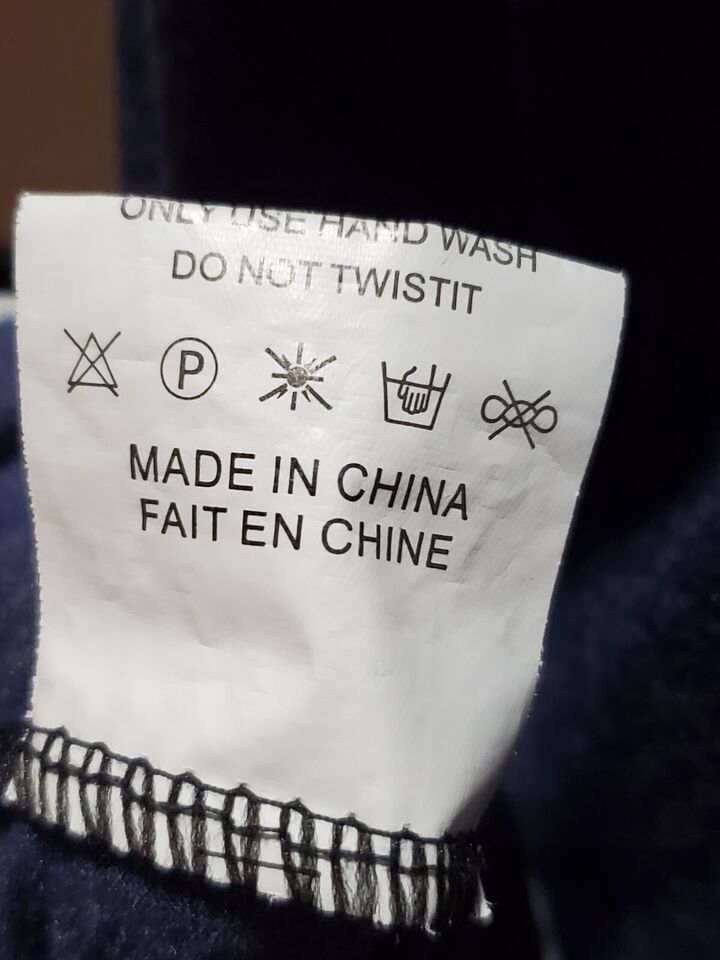 ONLY USE HAND WASH
DO NOT TWISTIT
P
MADE IN CHINA
FAIT EN CHINE